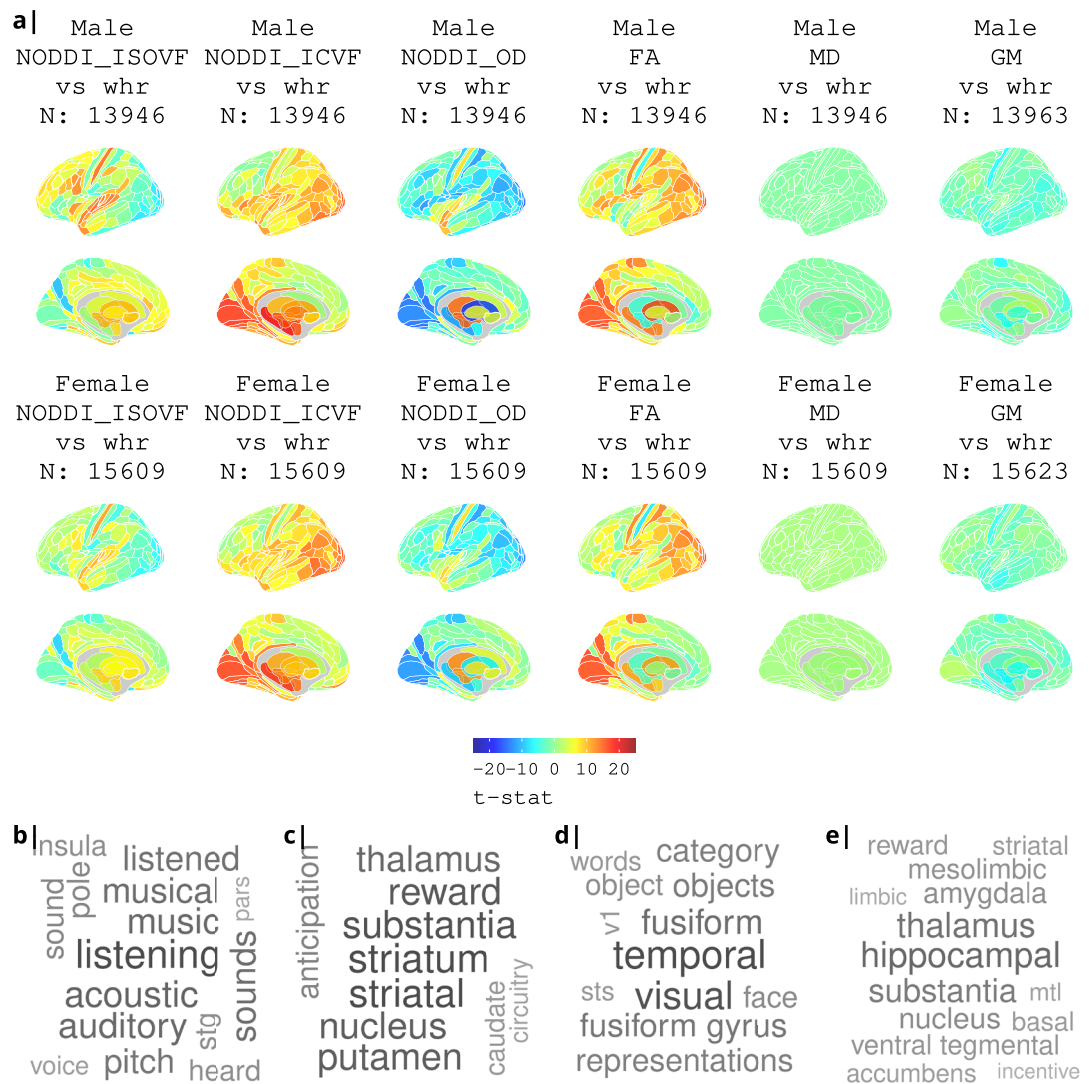 a|
Male Male Male Male Male Male
NODDI_ISOVF NODDI_ICVF NODDI_OD FA MD GM
vs whr vs whr vs whr vs whr vs whr vs whr
N: 13946 N: 13946 N: 13946 N: 13946 N: 13946 N: 13963
Female Female Female Female Female Female
NODDI_ISOVF NODDI_ICVF NODDI_OD FA MD GM
vs whr vs whr vs whr vs whr vs whr vs whr
N: 15609 N: 15609 N: 15609 N: 15609 N: 15609 N: 15623
−20 −10 0 10 20
t−stat
b|
insula
listened
sound
pole
musical
pars
music
listening
sounds
acoustic
auditory
stg
voice
pitch
heard
c|
anticipation
thalamus
reward
substantia
striatum
striatal
nucleus
putamen
caudate
circuitry
d|
words
category
object
objects
v1
fusiform
temporal
sts
visual
face
fusiform gyrus
representations
e|
reward
striatal
mesolimbic
limbic
amygdala
thalamus
hippocampal
substantia
mtl
nucleus
basal
ventral tegmental
accumbens
incentive